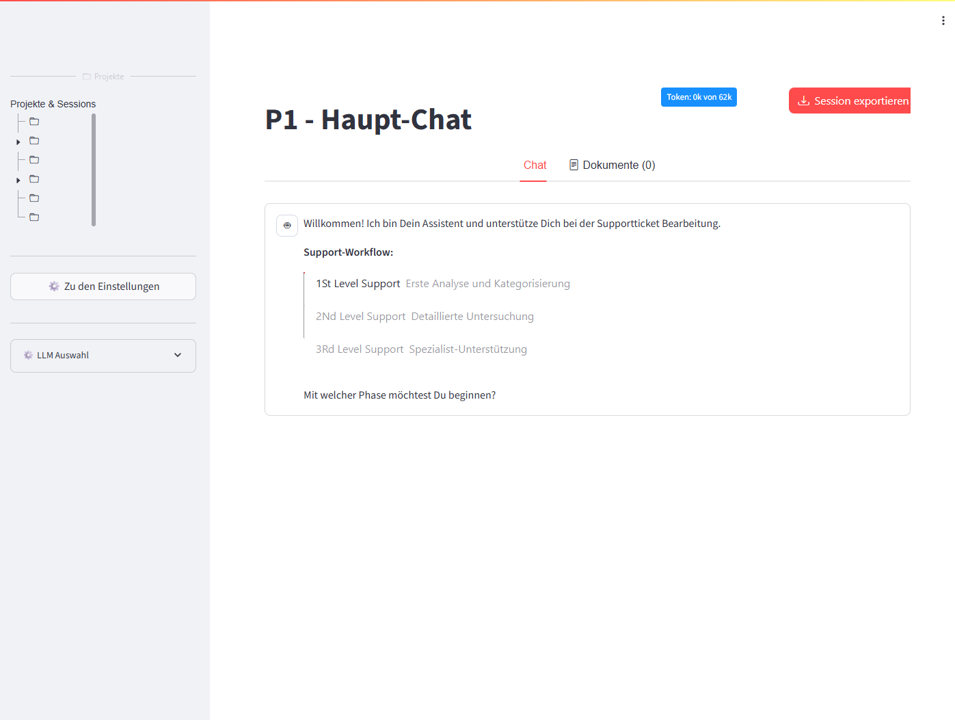 Projekte
Projekte & Sessions
Zu den Einstellungen
LLM Auswahl
P1 - Haupt-Chat
Token: 0k von 62k
Session exportieren
Chat
Dokumente (0)
Willkommen! Ich bin Dein Assistent und unterstütze Dich bei der Supportticket Bearbeitung.
Support-Workflow:
1St Level Support Erste Analyse und Kategorisierung
2Nd Level Support Detaillierte Untersuchung
3Rd Level Support Spezialist-Unterstützung
Mit welcher Phase möchtest Du beginnen?